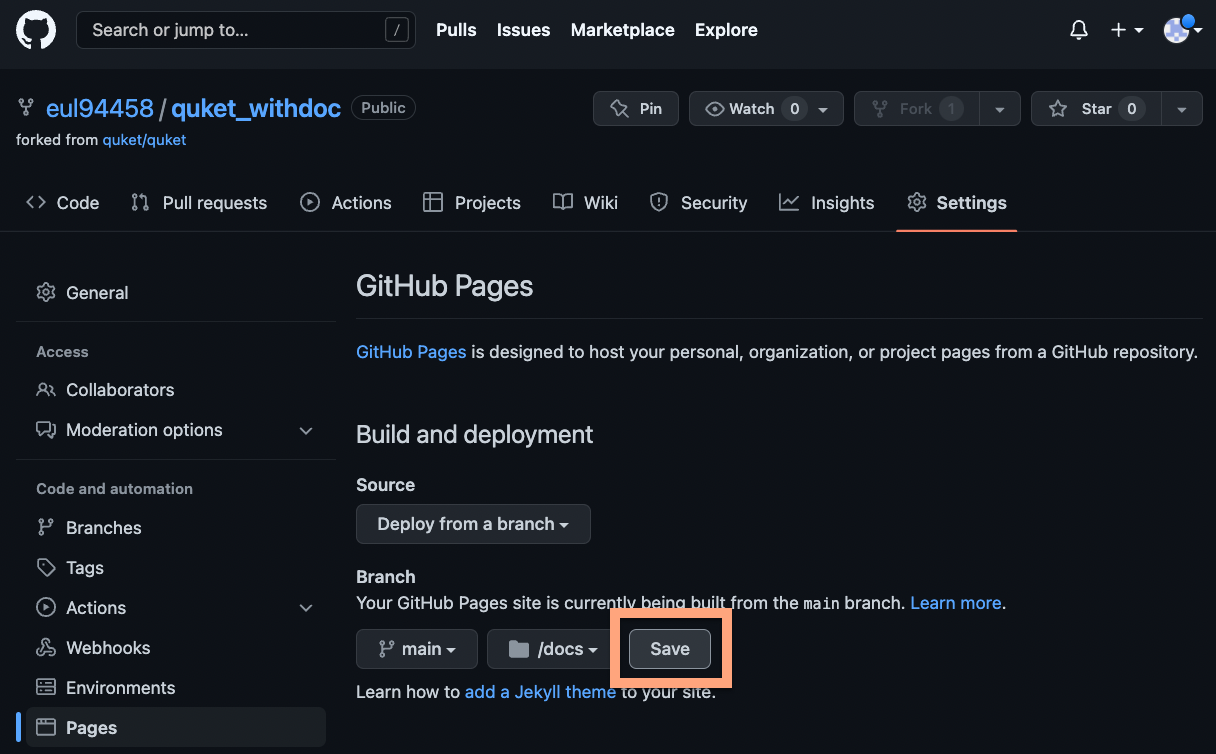 Search or jump to... / Pulls Issues Marketplace Explore
eul94458 / quket_withdoc Public Pin Watch 0 Fork 1 Star 0
forked from quket/quket
Code Pull requests Actions Projects Wiki Security Insights Settings
General
Access
Collaborators
Moderation options
Code and automation
Branches
Tags
Actions
Webhooks
Environments
Pages
GitHub Pages
GitHub Pages is designed to host your personal, organization, or project pages from a GitHub repository.
Build and deployment
Source
Deploy from a branch
Branch
Your GitHub Pages site is currently being built from the main branch. Learn more.
main /docs Save
Learn how to add a Jekyll theme to your site.